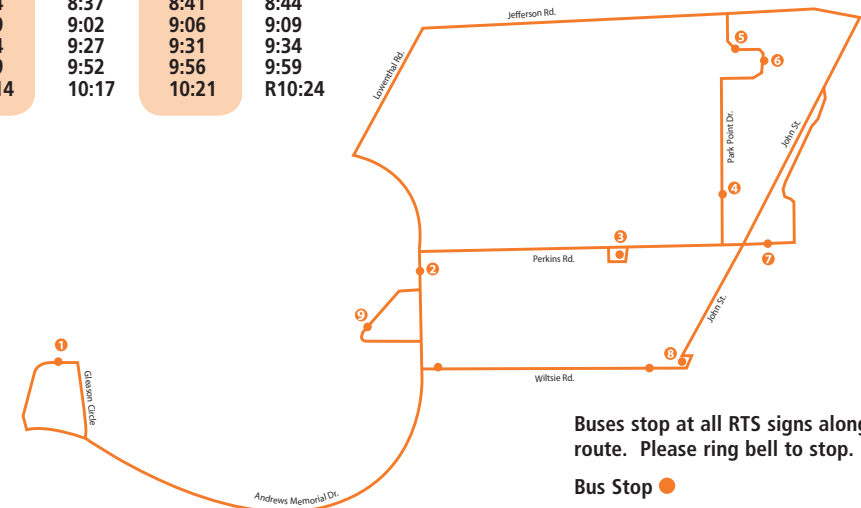 8:37 8:41 8:44
9:02 9:06 9:09
9:27 9:31 9:34
9:52 9:56 9:59
14 10:17 10:21 R10:24
Jefferson Rd.
Lowenthal Rd.
5
6
Park Point Dr.
John St.
4
3
Perkins Rd.
7
2
9
John St.
1
8
Gleason Circle
Wiltsie Rd.
Andrews Memorial Dr.
Buses stop at all RTS signs along
route. Please ring bell to stop.
Bus Stop